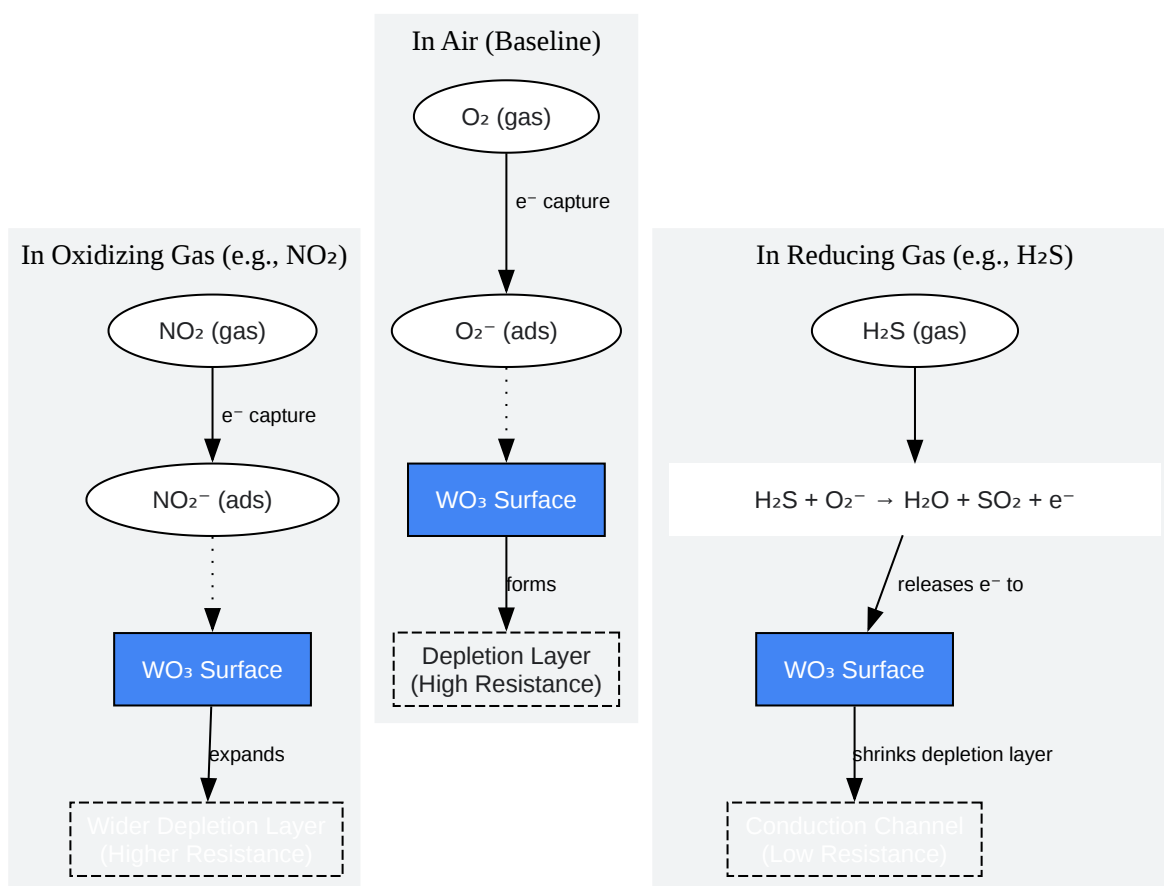 In Air (Baseline)
O₂ (gas)
e⁻ capture
O₂⁻ (ads)
WO₃ Surface
forms
Depletion Layer
(High Resistance)
In Oxidizing Gas (e.g., NO₂)
NO₂ (gas)
e⁻ capture
NO₂⁻ (ads)
WO₃ Surface
expands
Wider Depletion Layer
(Higher Resistance)
In Reducing Gas (e.g., H₂S)
H₂S (gas)
H₂S + O₂⁻ → H₂O + SO₂ + e⁻
releases e⁻ to
WO₃ Surface
shrinks depletion layer
Conduction Channel
(Low Resistance)